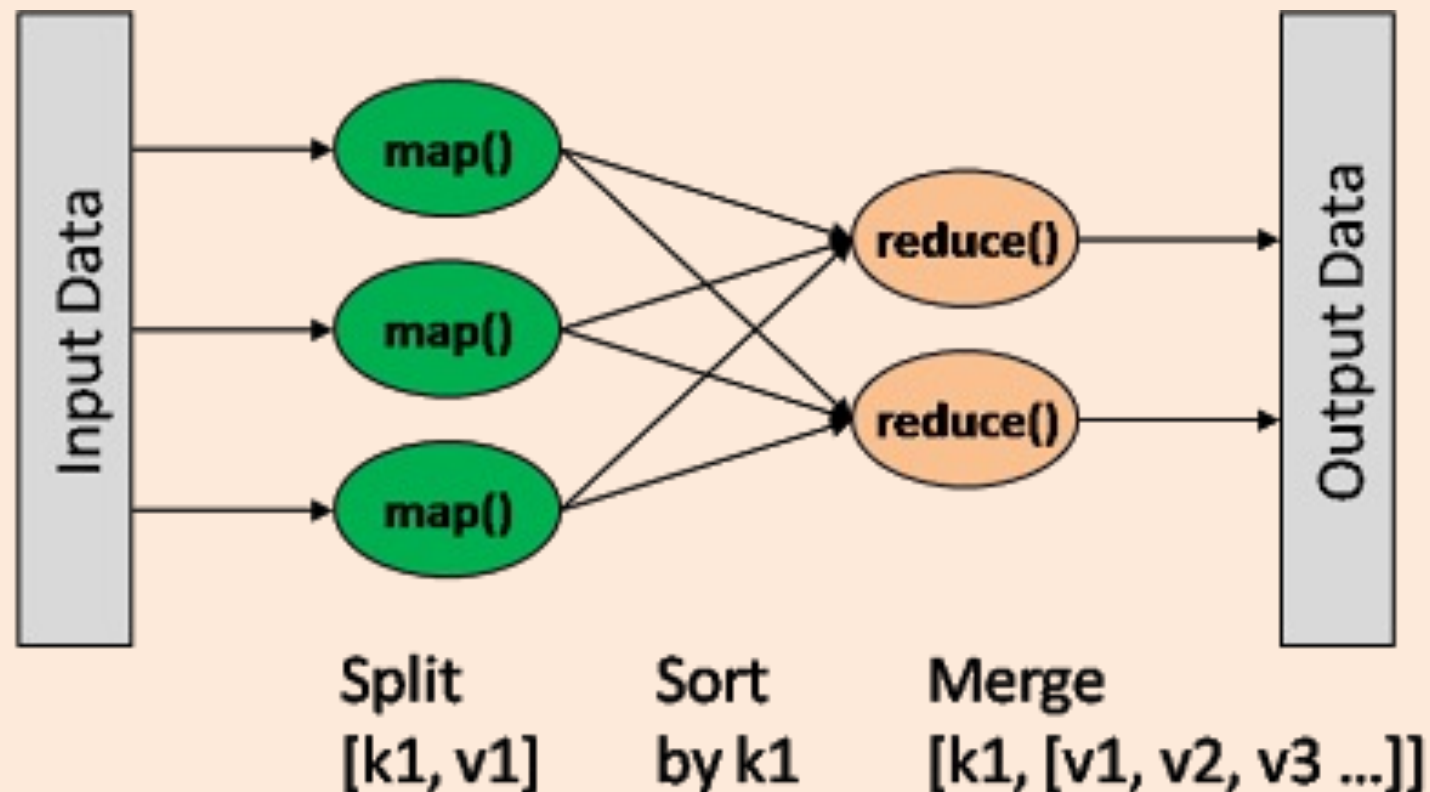 Input Data
map()
map()
map()
reduce()
reduce()
Output Data
Split
[k1, v1]
Sort
by k1
Merge
[k1, [v1, v2, v3 ...]]